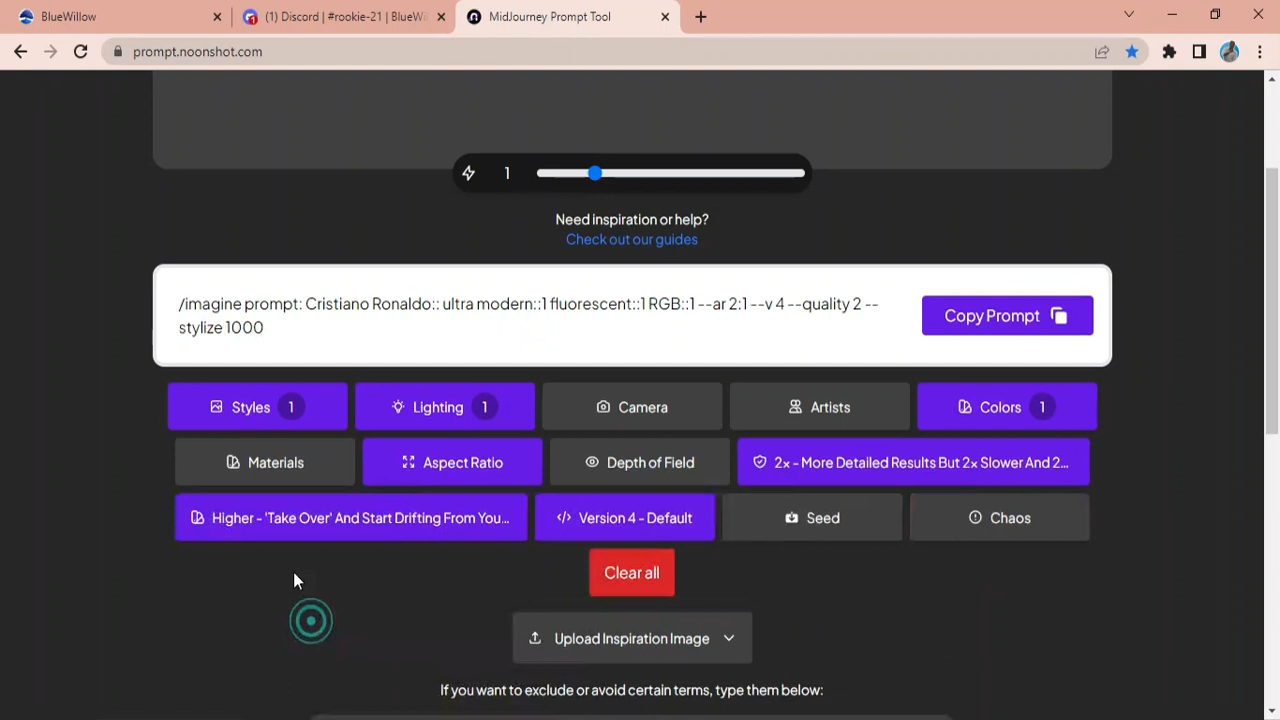 BlueWillow
(1) Discord | #rookie-21 | BlueWi
MidJourney Prompt Tool
prompt.noonshot.com
1
Need inspiration or help?
Check out our guides
/imagine prompt: Cristiano Ronaldo:: ultra modern::1 fluorescent::1 RGB::1 --ar 2:1 --v 4 --quality 2 --
stylize 1000
Copy Prompt
Styles 1
Lighting 1
Camera
Artists
Colors 1
Materials
Aspect Ratio
Depth of Field
2x - More Detailed Results But 2x Slower And 2...
Higher - 'Take Over' And Start Drifting From You...
Version 4 - Default
Seed
Chaos
Clear all
Upload Inspiration Image
If you want to exclude or avoid certain terms, type them below: